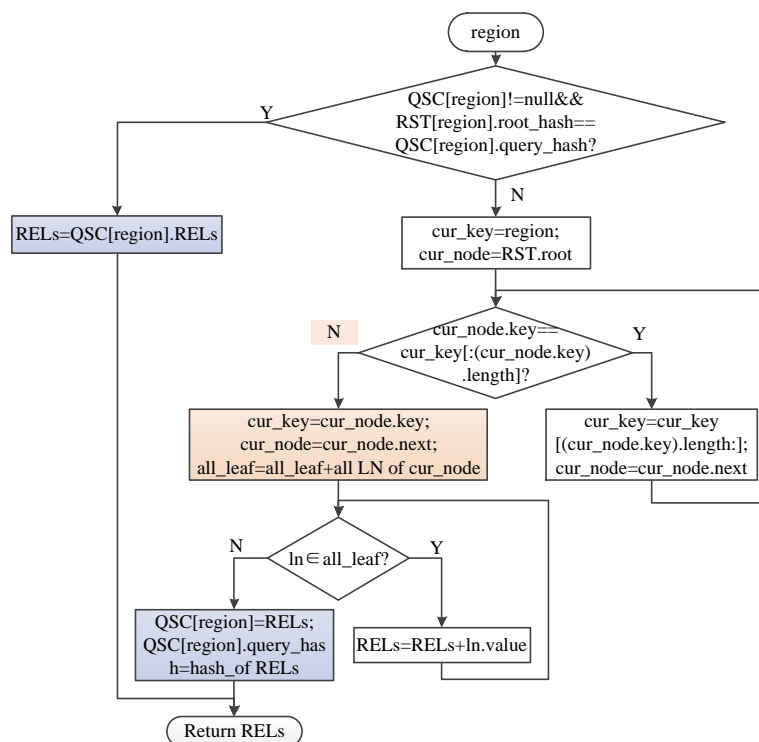 region
QSC[region]!=null&&
RST[region].root_hash==
QSC[region].query_hash?
Y
N
RELs=QSC[region].RELs
cur_key=region;
cur_node=RST.root
cur_node.key==
cur_key[:(cur_node.key)
.length]?
N
Y
cur_key=cur_node.key;
cur_node=cur_node.next;
all_leaf=all_leaf+all LN of cur_node
cur_key=cur_key
[(cur_node.key).length:];
cur_node=cur_node.next
ln∈all_leaf?
N
Y
QSC[region]=RELs;
QSC[region].query_has
h=hash_of RELs
RELs=RELs+ln.value
Return RELs